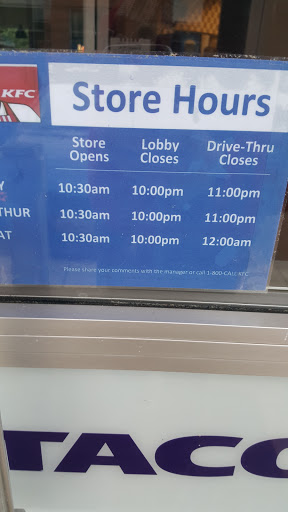 KFC
Store Hours
Store Opens Lobby Closes Drive-Thru Closes
Y 10:30am 10:00pm 11:00pm
THUR 10:30am 10:00pm 11:00pm
AT 10:30am 10:00pm 12:00am
Please share your comments with the manager or call 1-800-CALL KFC
TACO